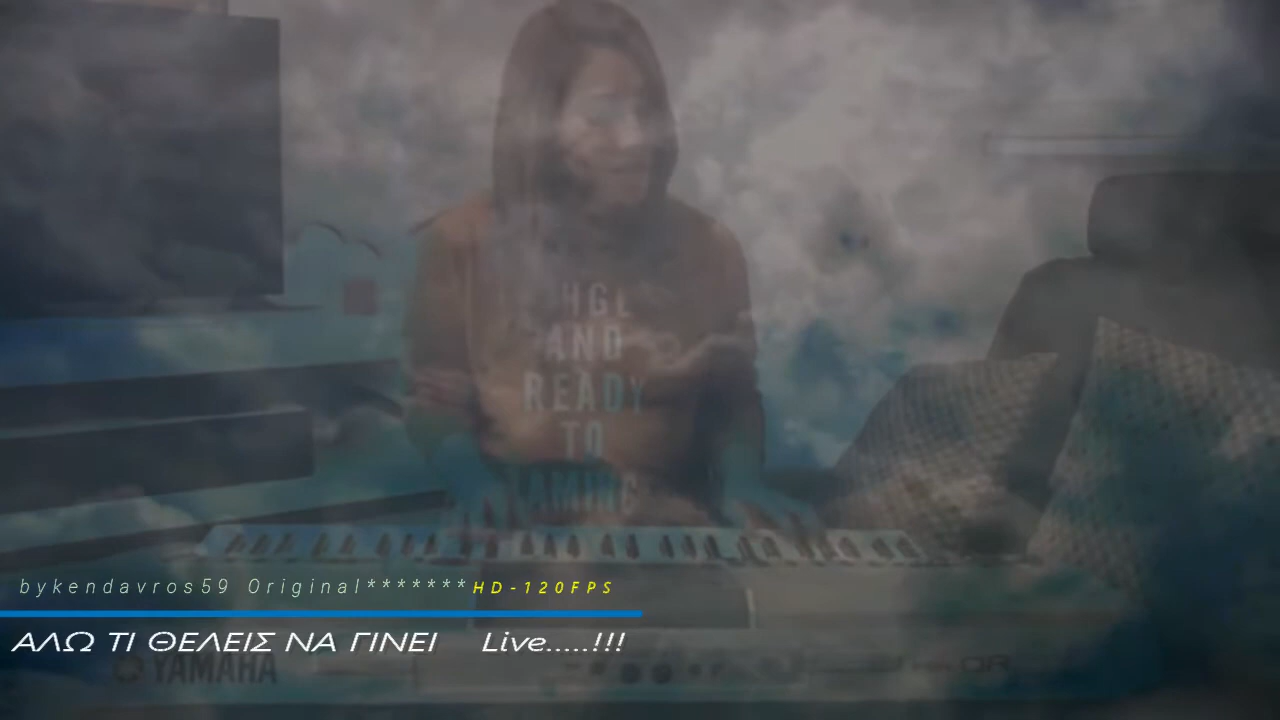 AND
READY
TO
bykendavros59 Original*******HD-120FPS
ΑΛΩ ΤΙ ΘΕΛΕΙΣ ΝΑ ΓΙΝΕΙ Live.....!!!
YAMAHA